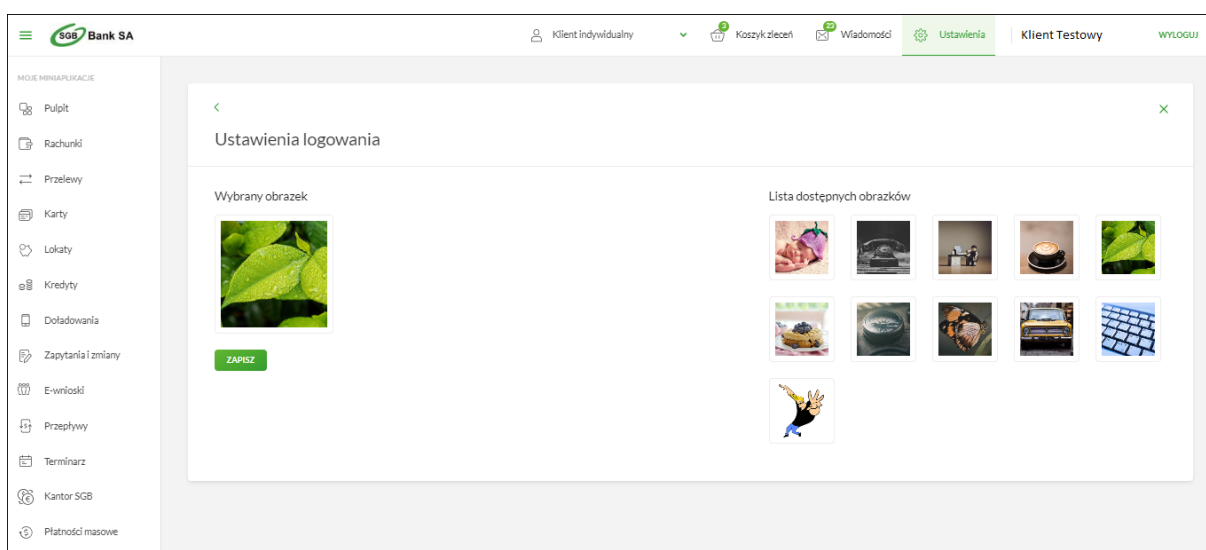 SGB Bank SA
Klient indywidualny
3
Koszyk zleceń
23
Wiadomości
Ustawienia
Klient Testowy
WYLOGUJ
MOJE MINIAPLIKACJE
Pulpit
Rachunki
Przelewy
Karty
Lokaty
Kredyty
Doładowania
Zapytania i zmiany
E-wnioski
Przepływy
Terminarz
Kantor SGB
Płatności masowe
Ustawienia logowania
Wybrany obrazek
ZAPISZ
Lista dostępnych obrazków